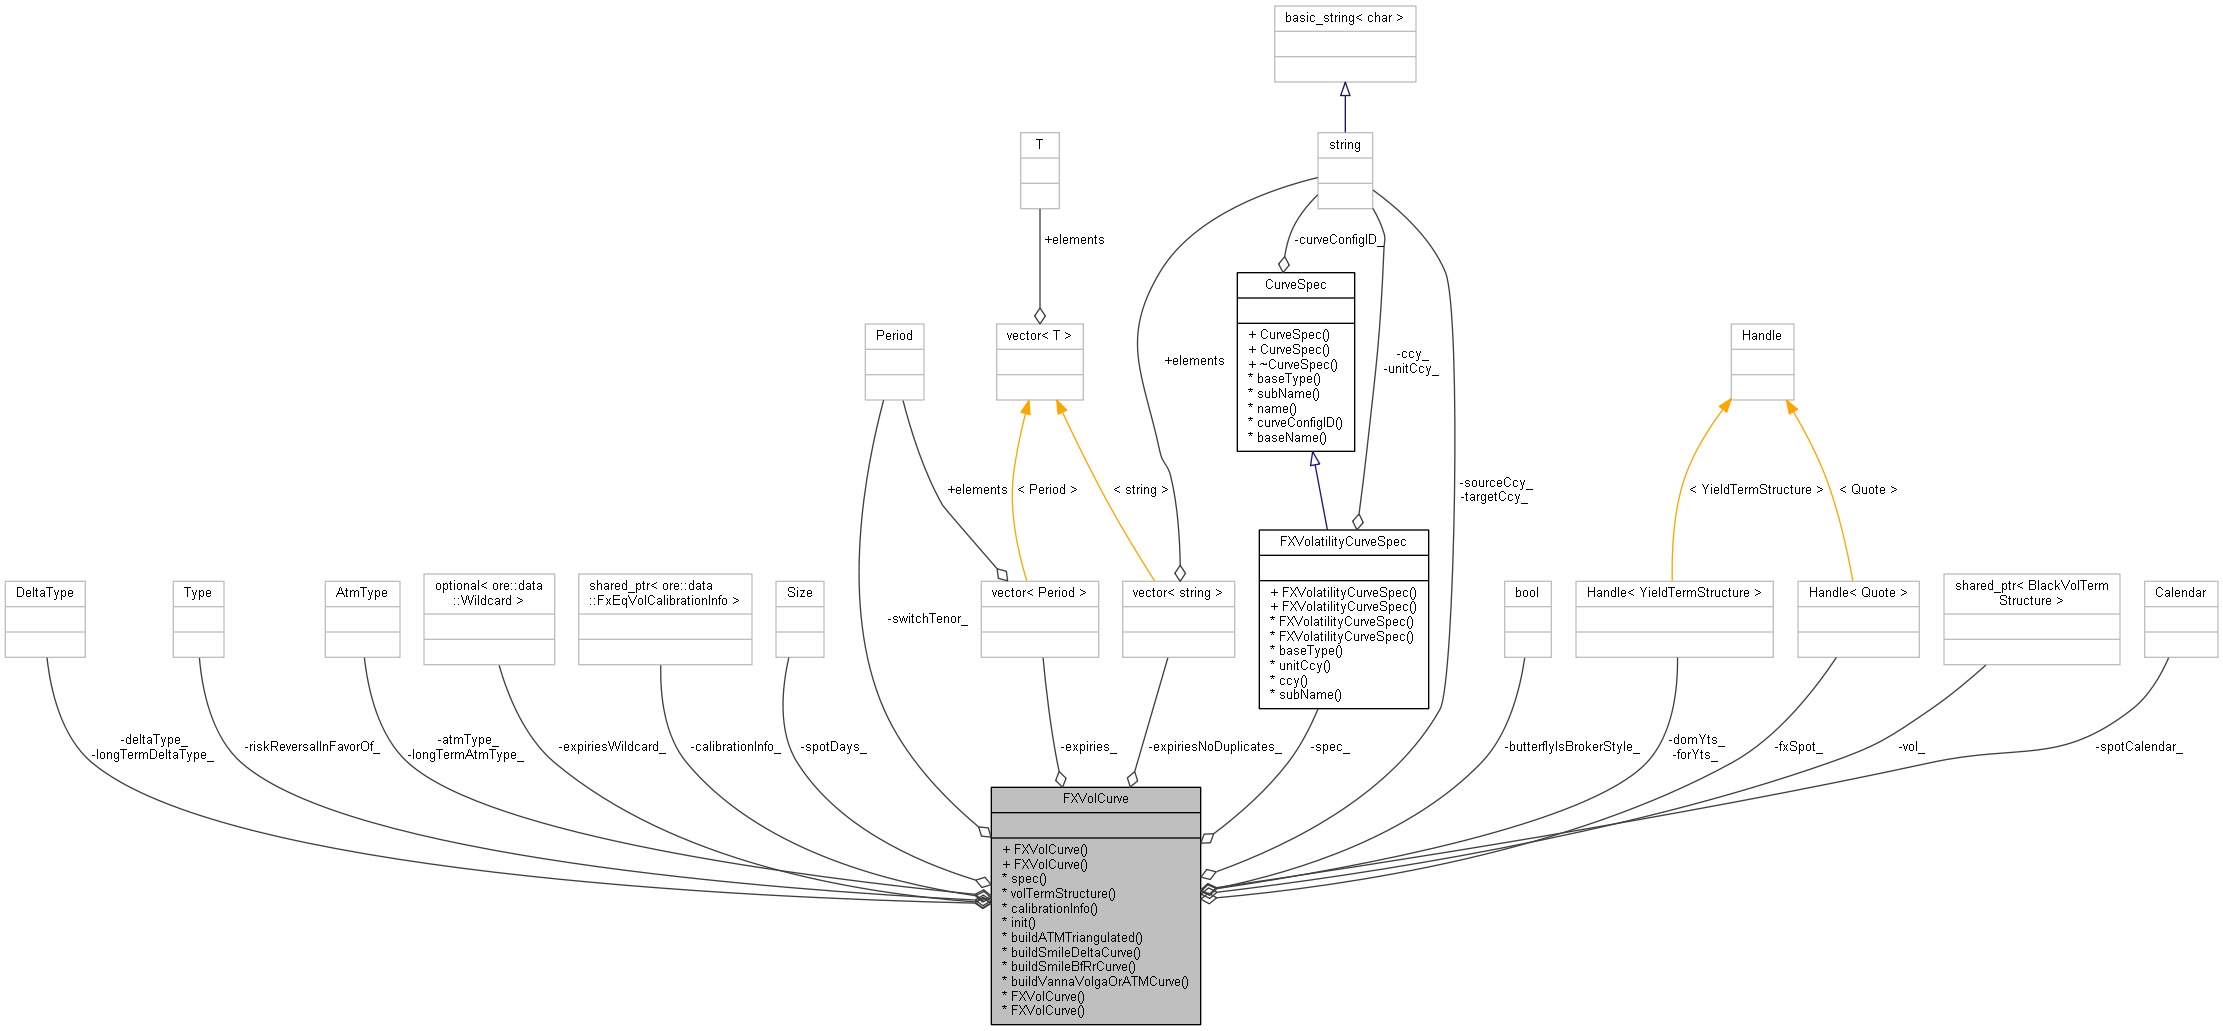 basic_string< char >
T
string
+elements
-curveConfigID_
CurveSpec
+ CurveSpec()
+ CurveSpec()
+ ~CurveSpec()
* baseType()
* subName()
* name()
* curveConfigID()
* baseName()
Period
vector< T >
+elements
-ccy_
-unitCcy_
Handle
+elements
< Period >
< string >
-sourceCcy_
-targetCcy_
< YieldTermStructure >
< Quote >
DeltaType
Type
AtmType
optional< ore::data
::Wildcard >
shared_ptr< ore::data
::FxEqVolCalibrationInfo >
Size
-switchTenor_
vector< Period >
vector< string >
FXVolatilityCurveSpec
+ FXVolatilityCurveSpec()
+ FXVolatilityCurveSpec()
* FXVolatilityCurveSpec()
* FXVolatilityCurveSpec()
* baseType()
* unitCcy()
* ccy()
* subName()
bool
Handle< YieldTermStructure >
Handle< Quote >
shared_ptr< BlackVolTerm
Structure >
Calendar
-deltaType_
-longTermDeltaType_
-riskReversalInFavorOf_
-atmType_
-longTermAtmType_
-expiriesWildcard_
-calibrationInfo_
-spotDays_
-expiries_
-expiriesNoDuplicates_
-spec_
-butterflyIsBrokerStyle_
-domYts_
-forYts_
-fxSpot_
-vol_
-spotCalendar_
FXVolCurve
+ FXVolCurve()
+ FXVolCurve()
* spec()
* volTermStructure()
* calibrationInfo()
* init()
* buildATMTriangulated()
* buildSmileDeltaCurve()
* buildSmileBfRrCurve()
* buildVannaVolgaOrATMCurve()
* FXVolCurve()
* FXVolCurve()